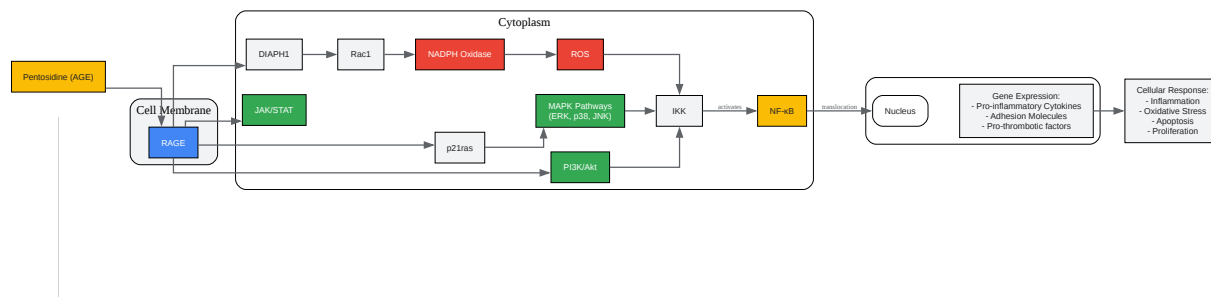 Cytoplasm
DIAPH1
Rac1
NADPH Oxidase
ROS
Pentosidine (AGE)
Cell Membrane
RAGE
JAK/STAT
p21ras
MAPK Pathways
(ERK, p38, JNK)
PI3K/Akt
IKK
activates
NF-κB
translocation
Nucleus
Gene Expression:
- Pro-inflammatory Cytokines
- Adhesion Molecules
- Pro-thrombotic factors
Cellular Response:
- Inflammation
- Oxidative Stress
- Apoptosis
- Proliferation